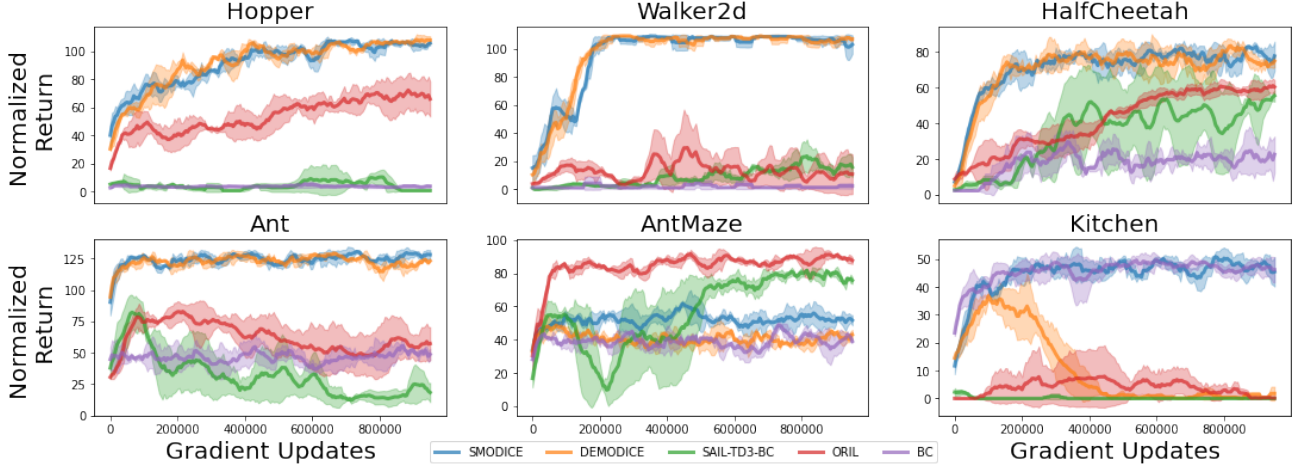 Hopper
Walker2d
HalfCheetah
Normalized
Return
100
80
60
40
20
0
100
80
60
40
20
0
80
60
40
20
0
Ant
AntMaze
Kitchen
Normalized
Return
125
100
75
50
25
0
100
80
60
40
20
0
50
40
30
20
10
0
0 200000 400000 600000 800000
0 200000 400000 600000 800000
0 200000 400000 600000 800000
Gradient Updates
SMODICE DEMODICE SAIL-TD3-BC ORIL BC
Gradient Updates